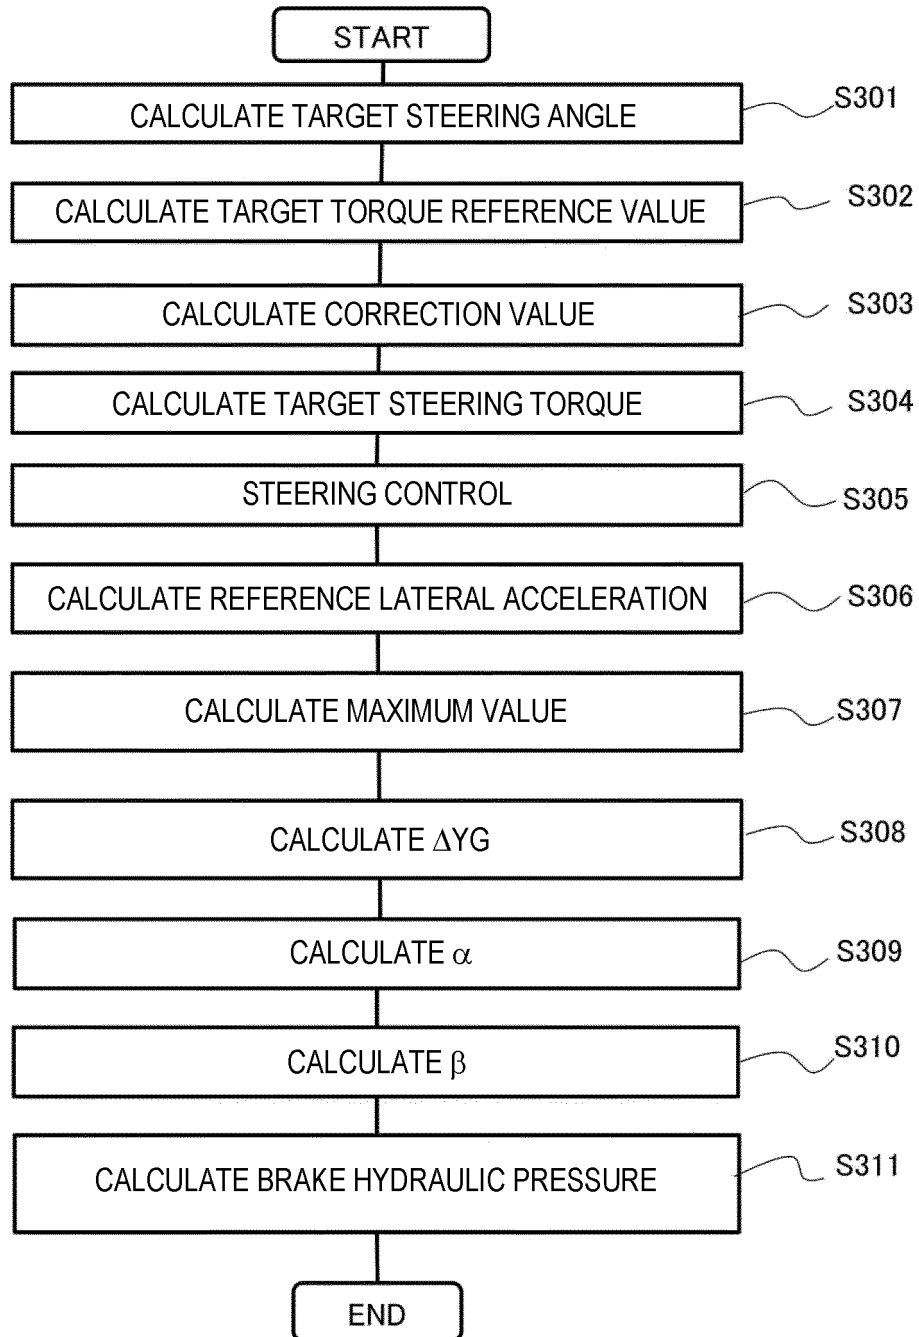 START
CALCULATE TARGET STEERING ANGLE
S301
CALCULATE TARGET TORQUE REFERENCE VALUE
S302
CALCULATE CORRECTION VALUE
S303
CALCULATE TARGET STEERING TORQUE
S304
STEERING CONTROL
S305
CALCULATE REFERENCE LATERAL ACCELERATION
S306
CALCULATE MAXIMUM VALUE
S307
CALCULATE ΔYG
S308
CALCULATE α
S309
CALCULATE β
S310
CALCULATE BRAKE HYDRAULIC PRESSURE
S311
END